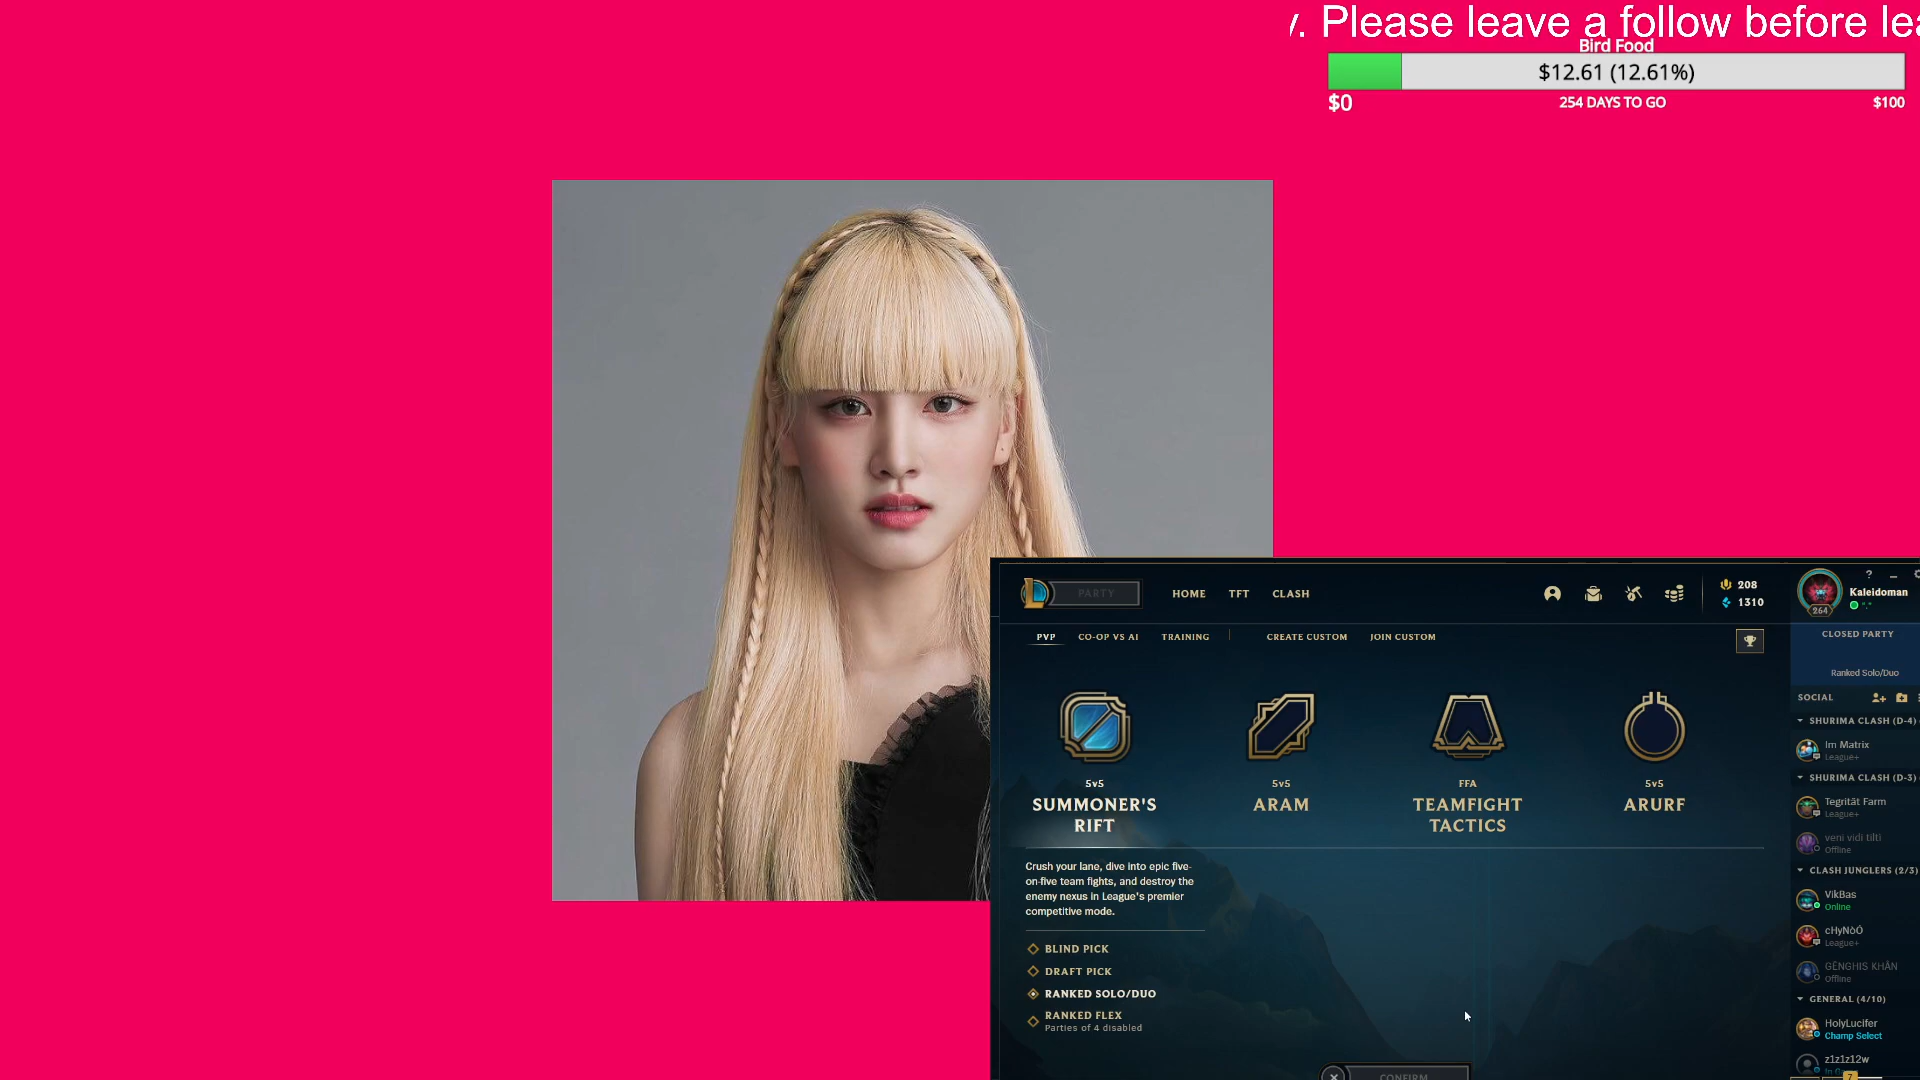 . Please leave a follow before lea
Bird Food
$12.61 (12.61%)
$0
254 DAYS TO GO
$100
PARTY
HOME
TFT
CLASH
208
1310
264
?
Kaleidoman
PVP
CO-OP VS AI
TRAINING
CREATE CUSTOM
JOIN CUSTOM
CLOSED PARTY
Ranked Solo/Duo
SOCIAL
5v5
SUMMONER'S
RIFT
5v5
ARAM
FFA
TEAMFIGHT
TACTICS
5v5
ARURF
Crush your lane, dive into epic five-
on-five team fights, and destroy the
enemy nexus in League's premier
competitive mode.
BLIND PICK
DRAFT PICK
RANKED SOLO/DUO
RANKED FLEX
Parties of 4 disabled
CONFIRM
SHURIMA CLASH (D-4)
Im Matrix
League+
SHURIMA CLASH (D-3)
Tegrität Farm
League+
veni vidi tilti
Offline
CLASH JUNGLERS (2/3)
VikBas
Online
cHyNòÓ
League+
GËNGHIS KHÂN
Offline
GENERAL (4/10)
HolyLucifer
Champ Select
z1z1z12w
7